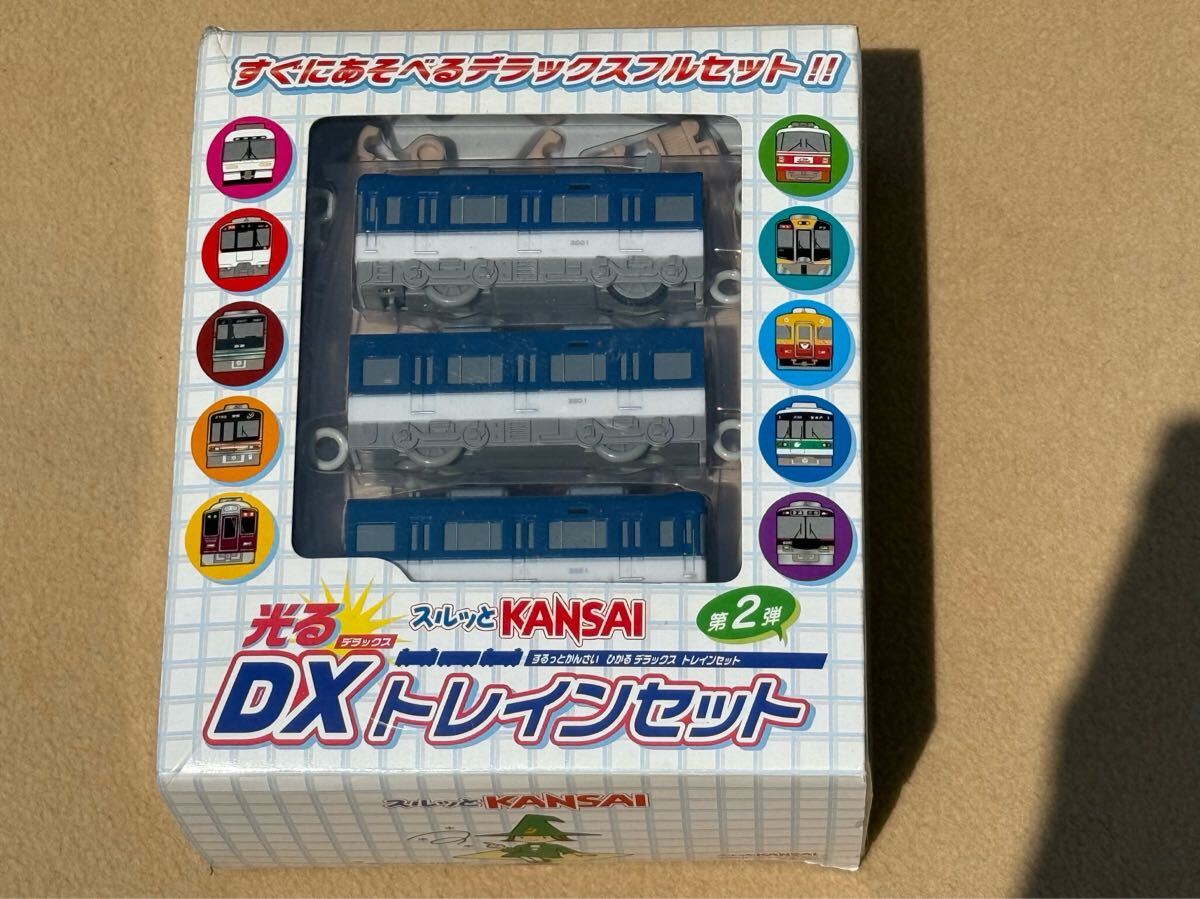 すぐにあそべるデラックスフルセット!!
3001
3801
光る
デラックス
スルッとKANSAI
第2弾
するっとかんさい ひかる デラックス トレインセット
DXトレインセット
スルッとKANSAI
KANSAI